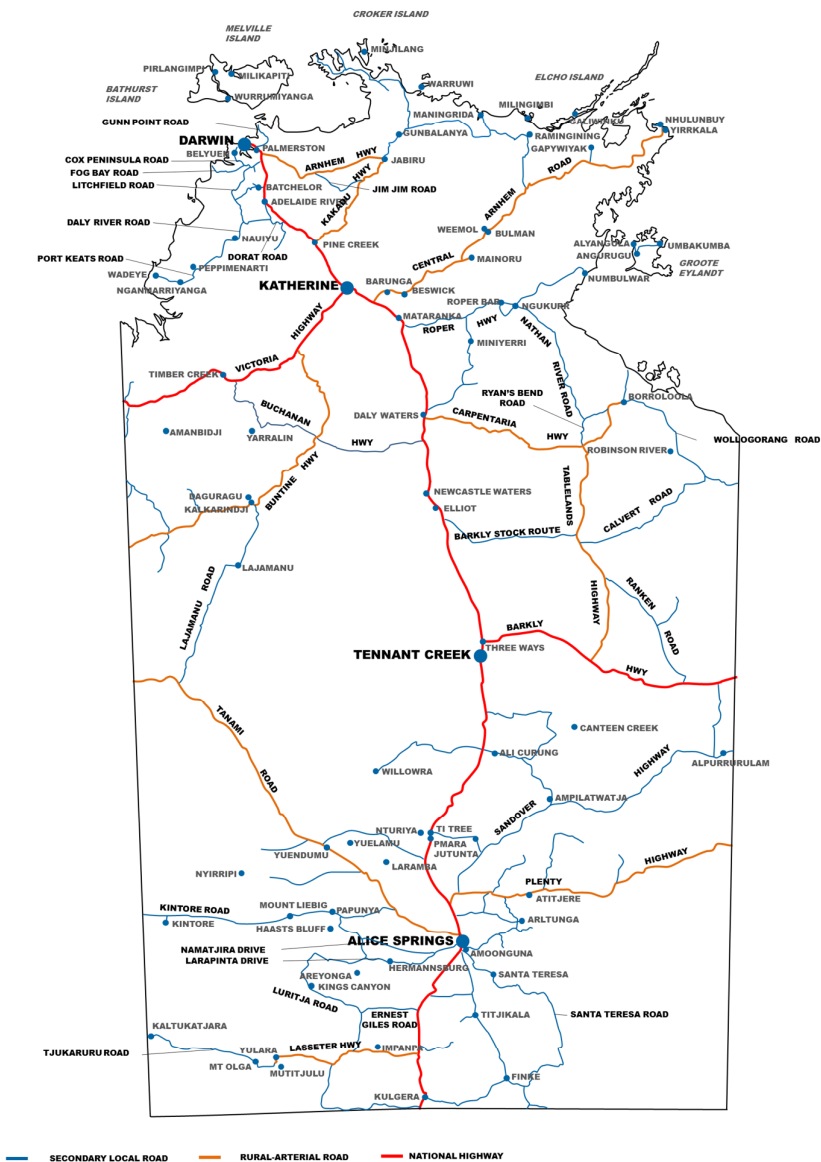 CROKER ISLAND
MELVILLE
ISLAND
MINJILANG
PIRLANGIMPI
MILIKAPITI
BATHURST
ISLAND
WURRUMIYANGA
WARRUWI
ELCHO ISLAND
MILINGIMBI
MANINGRIDA
GALIWINKU
NHULUNBUY
YIRRKALA
GUNN POINT ROAD
GUNBALANYA
RAMINGINING
GAPYWIYAK
DARWIN
PALMERSTON
BELYUEN
COX PENINSULA ROAD
FOG BAY ROAD
LITCHFIELD ROAD
ARNHEM HWY
JABIRU
JIM JIM ROAD
KAKADU HWY
BATCHELOR
ADELAIDE RIVER
DALY RIVER ROAD
NAUIYU
DORAT ROAD
PINE CREEK
PORT KEATS ROAD
PEPPIMENARTI
WADEYE
NGANMARRIYANGA
CENTRAL ARNHEM ROAD
WEEMOL
BULMAN
MAINORU
ALYANGULA
UMBAKUMBA
ANGURUGU
GROOTE
EYLANDT
NUMBULWAR
KATHERINE
BARUNGA
BESWICK
ROPER BAR
NGUKURR
MATARANKA
ROPER HWY
NATHAN RIVER ROAD
MINIYERRI
VICTORIA HIGHWAY
TIMBER CREEK
RYAN'S BEND
ROAD
BORROLOOLA
BUCHANAN HWY
DALY WATERS
CARPENTARIA HWY
AMANBIDJI
YARRALIN
WOLLOGORANG ROAD
ROBINSON RIVER
BUNTINE HWY
TABLELANDS HIGHWAY
DAGURAGU
KALKARINDJI
NEWCASTLE WATERS
ELLIOT
CALVERT ROAD
BARKLY STOCK ROUTE
LAJAMANU
LAJAMANU ROAD
RANKEN ROAD
BARKLY HWY
THREE WAYS
TENNANT CREEK
TANAMI ROAD
CANTEEN CREEK
ALI CURUNG
WILLOWRA
ALPURRURULAM
SANDOVER HIGHWAY
AMPILATWATJA
NTURIYA
TI TREE
PMARA
JUTUNTA
YUELAMU
YUENDUMU
LARAMBA
NYIRRIPI
PLENTY HIGHWAY
ATITJERE
KINTORE ROAD
MOUNT LIEBIG
PAPUNYA
KINTORE
HAASTS BLUFF
ARLTUNGA
ALICE SPRINGS
NAMATJIRA DRIVE
LARAPINTA DRIVE
AMOONGUNA
HERMANNSBURG
AREYONGA
SANTA TERESA
KINGS CANYON
LURITJA ROAD
ERNEST
GILES ROAD
TITJIKALA
SANTA TERESA ROAD
KALTUKATJARA
TJUKARURU ROAD
YULARA
LASSETER HWY
IMPANPA
MT OLGA
MUTITJULU
FINKE
KULGERA
SECONDARY LOCAL ROAD
RURAL-ARTERIAL ROAD
NATIONAL HIGHWAY